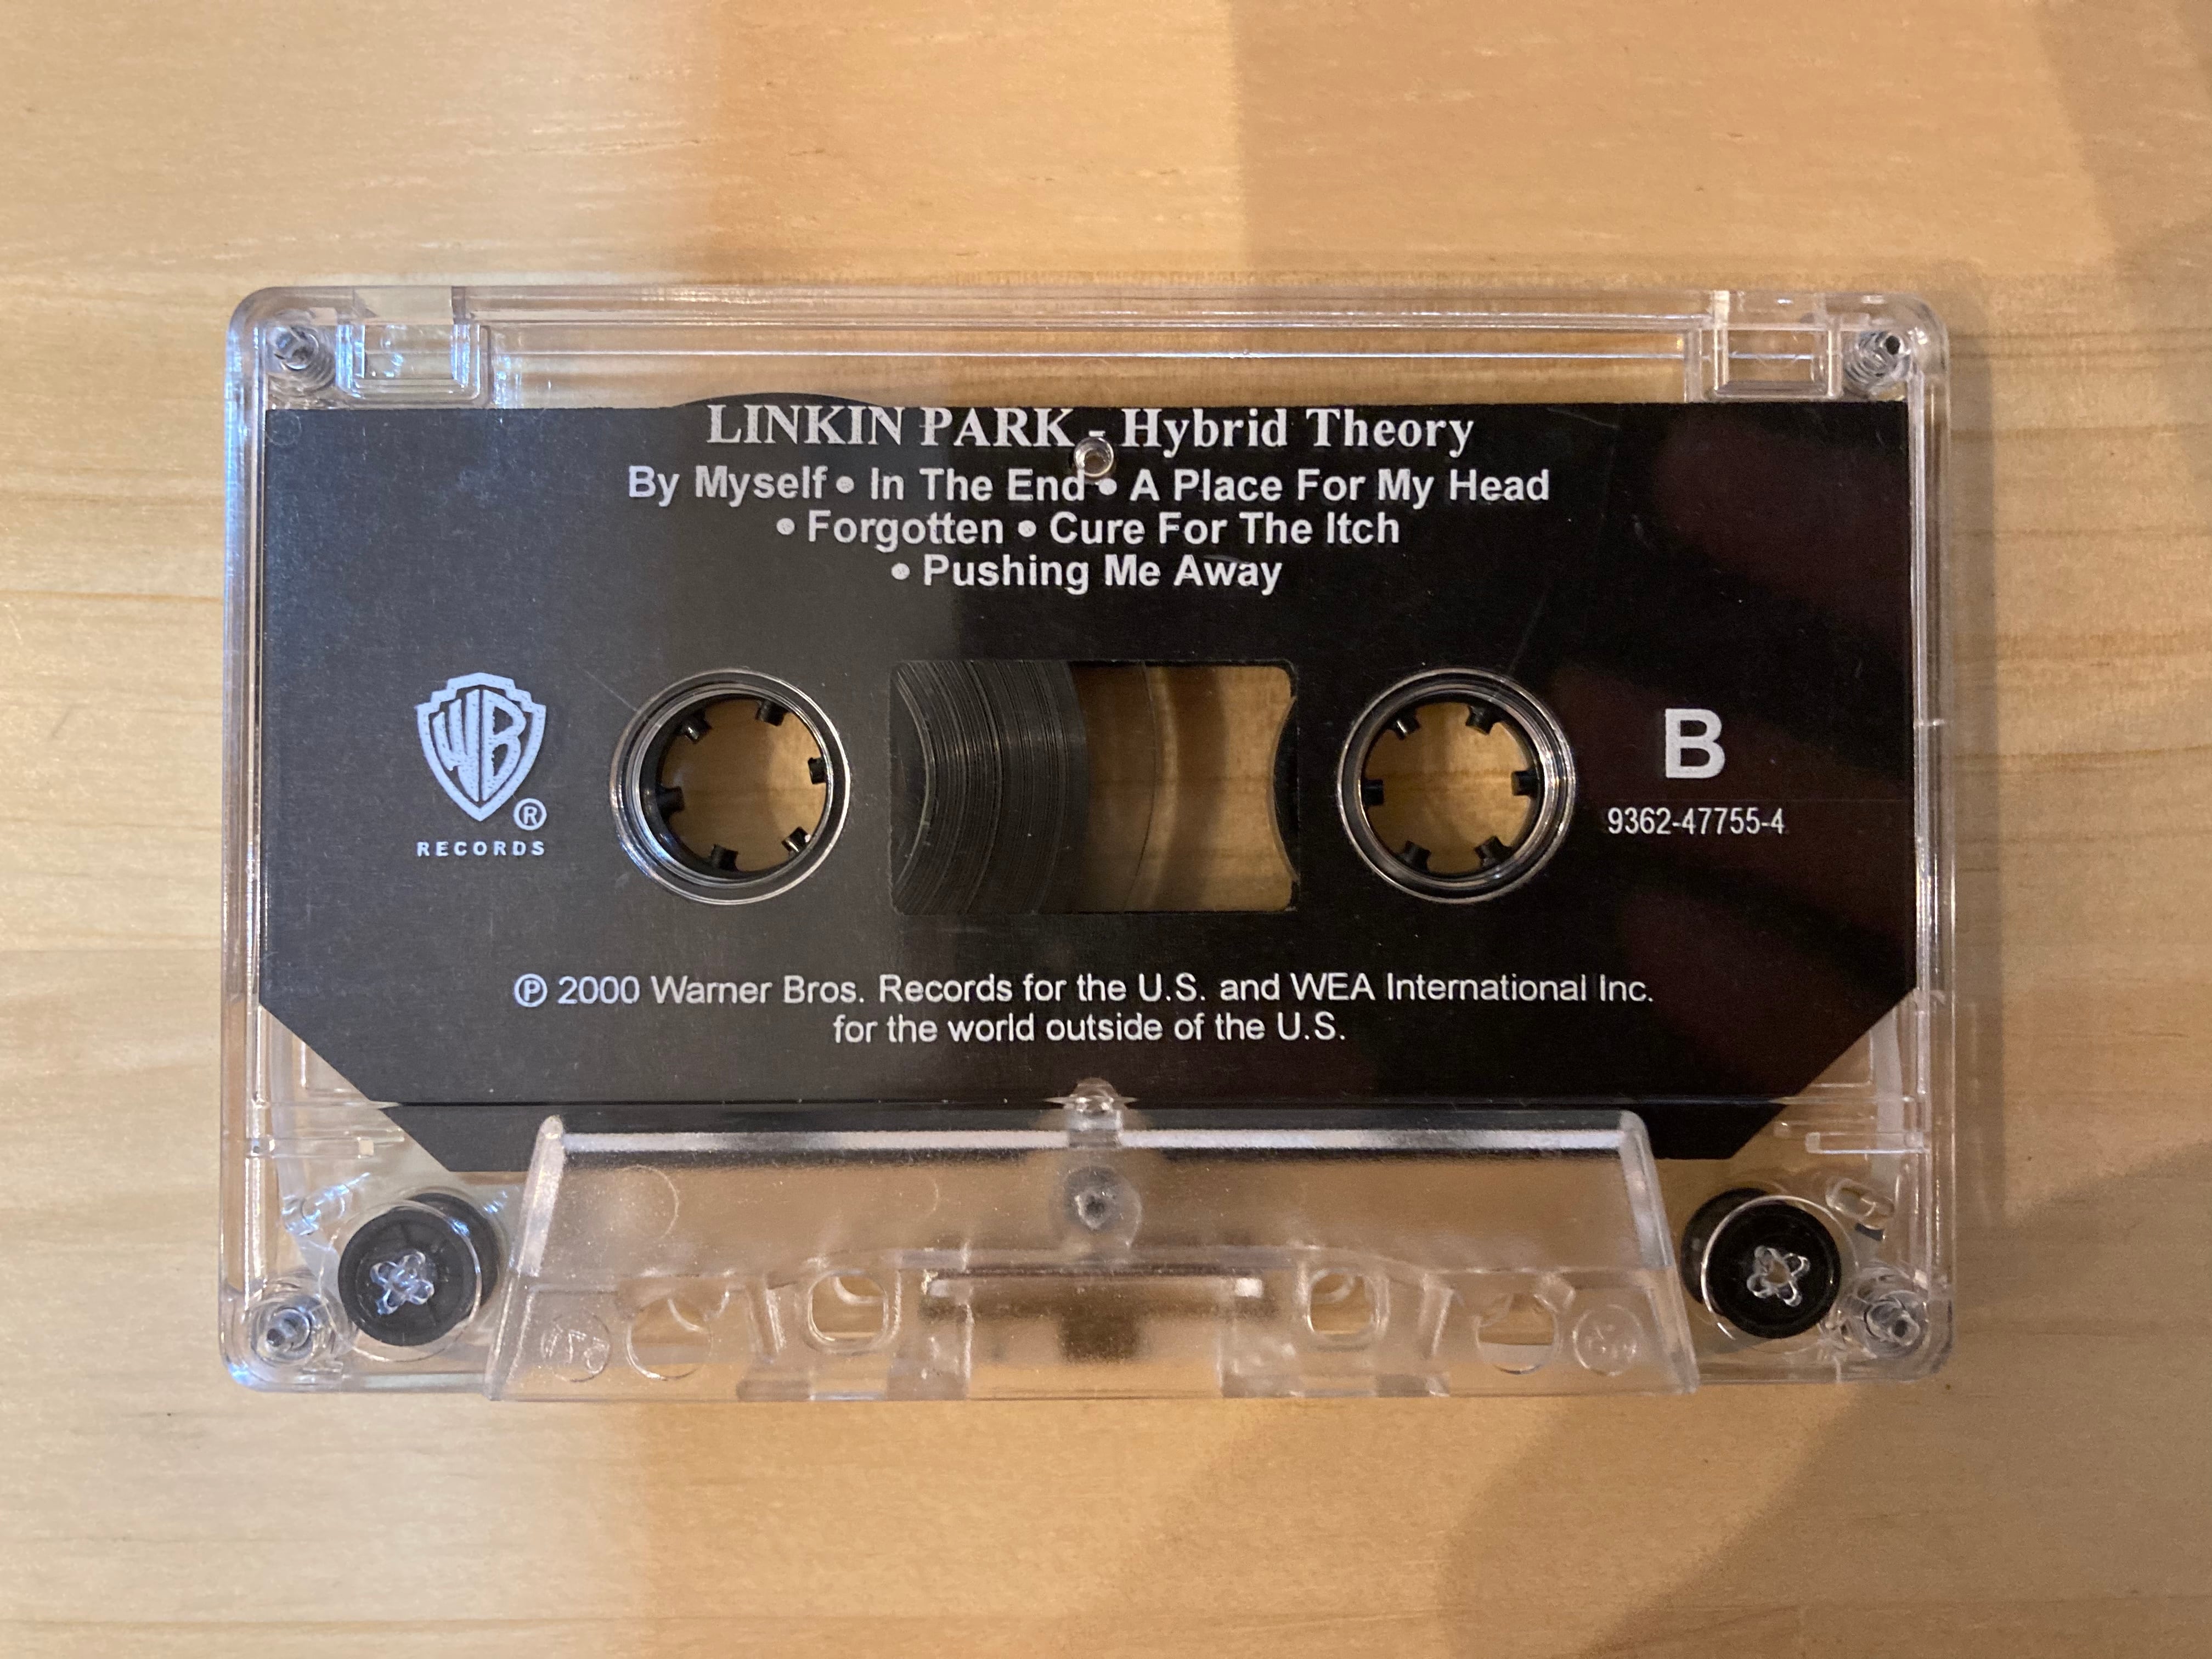 LINKIN PARK - Hybrid Theory
By Myself • In The End • A Place For My Head
• Forgotten • Cure For The Itch
• Pushing Me Away
WB
®
RECORDS
B
9362-47755-4
℗ 2000 Warner Bros. Records for the U.S. and WEA International Inc.
for the world outside of the U.S.